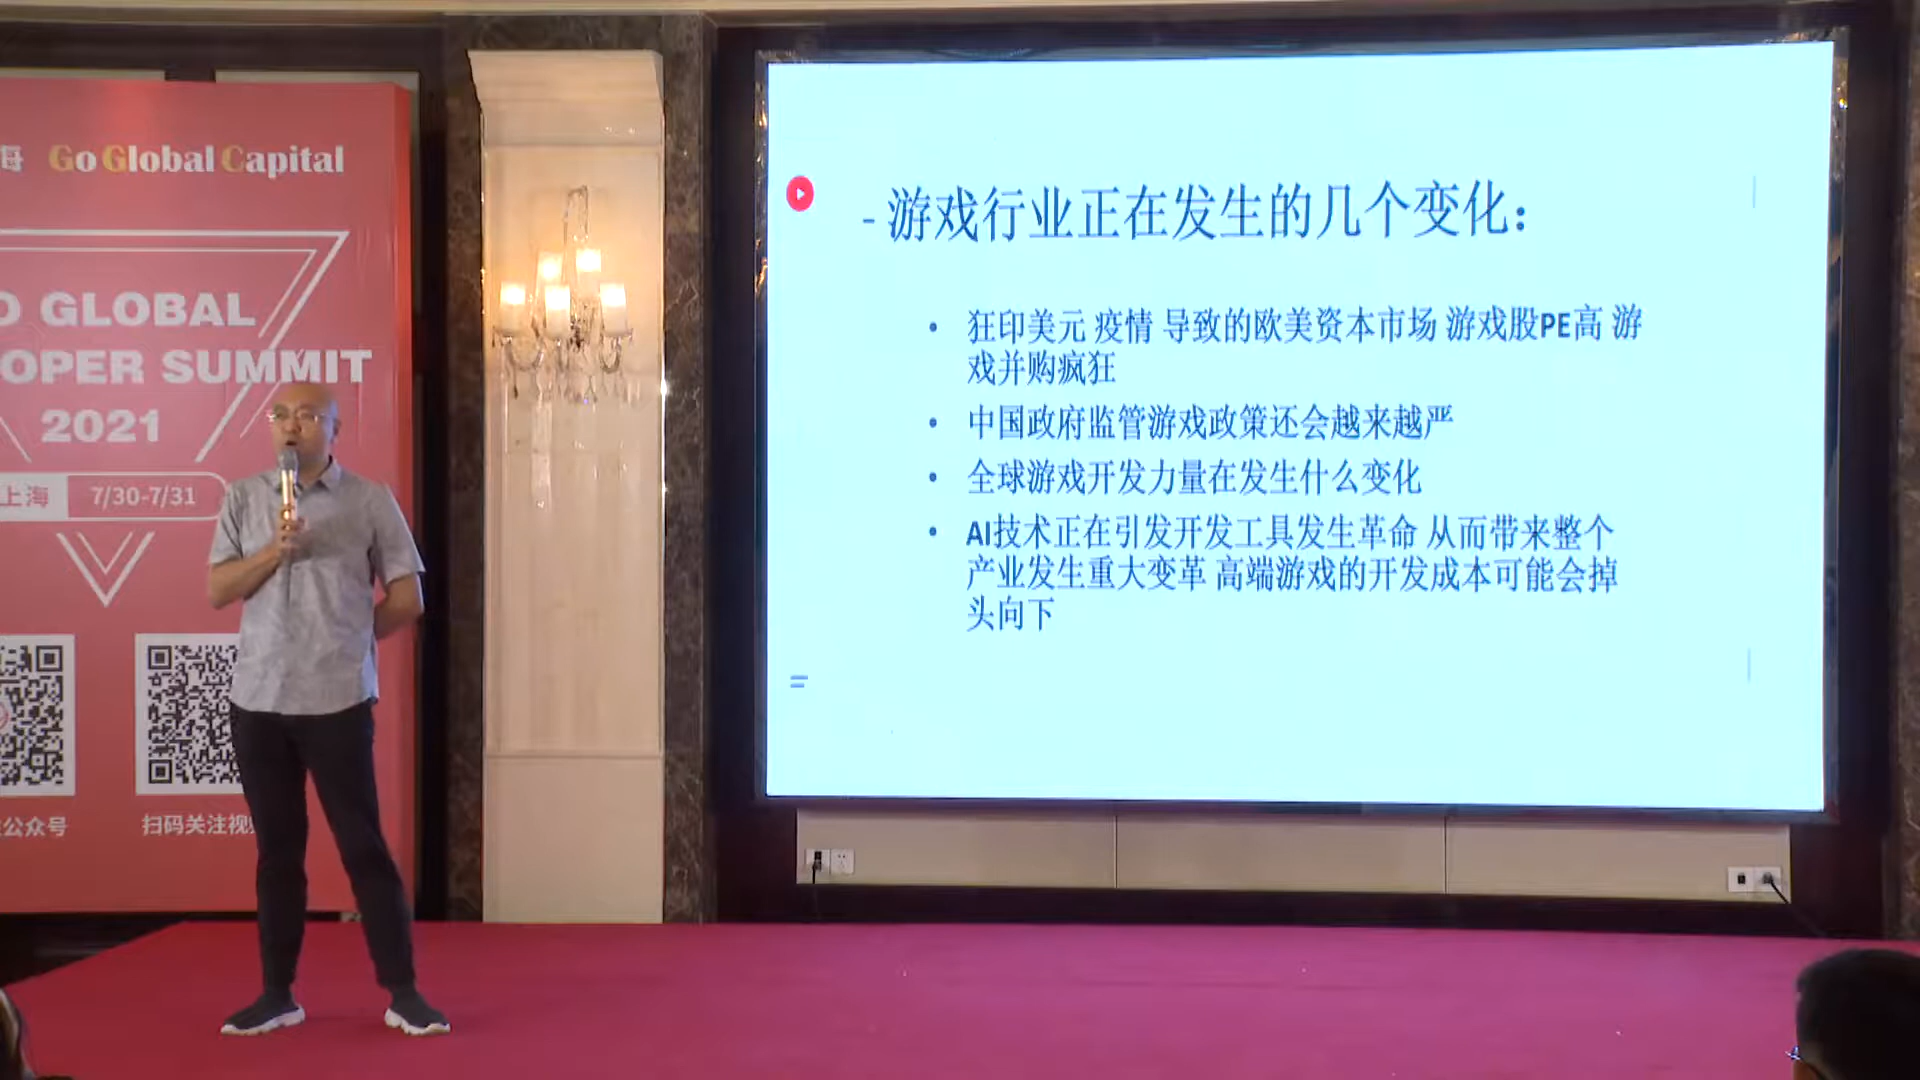 海 Go Global Capital
O GLOBAL
OPER SUMMIT
2021
上海 7/30-7/31
公众号
扫码关注视
- 游戏行业正在发生的几个变化：
• 狂印美元 疫情 导致的欧美资本市场 游戏股PE高 游
戏并购疯狂
• 中国政府监管游戏政策还会越来越严
• 全球游戏开发力量在发生什么变化
• AI技术正在引发开发工具发生革命 从而带来整个
产业发生重大变革 高端游戏的开发成本可能会掉
头向下